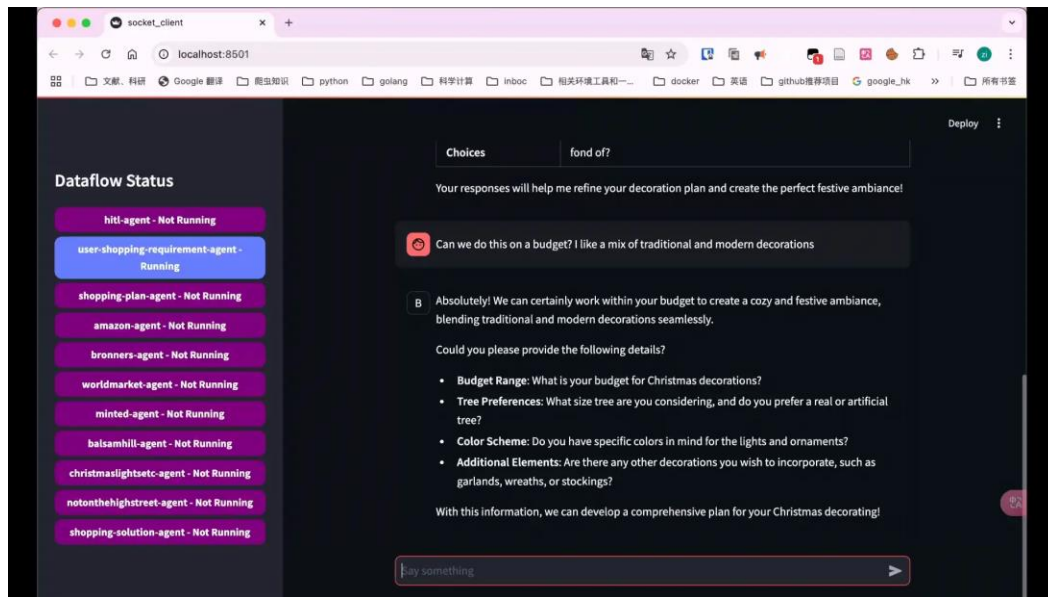 socket_client
localhost:8501
文献、科研
Google 翻译
爬虫知识
python
golang
科学计算
inboc
相关环境工具和一...
docker
英语
github推荐项目
google_hk
所有书签
Deploy
Dataflow Status
hitl-agent - Not Running
user-shopping-requirement-agent -
Running
shopping-plan-agent - Not Running
amazon-agent - Not Running
bronners-agent - Not Running
worldmarket-agent - Not Running
minted-agent - Not Running
balsamhill-agent - Not Running
christmaslightsetc-agent - Not Running
notonthehighstreet-agent - Not Running
shopping-solution-agent - Not Running
Choices fond of?
Your responses will help me refine your decoration plan and create the perfect festive ambiance!
Can we do this on a budget? I like a mix of traditional and modern decorations
B
Absolutely! We can certainly work within your budget to create a cozy and festive ambiance,
blending traditional and modern decorations seamlessly.
Could you please provide the following details?
• Budget Range: What is your budget for Christmas decorations?
• Tree Preferences: What size tree are you considering, and do you prefer a real or artificial
tree?
• Color Scheme: Do you have specific colors in mind for the lights and ornaments?
• Additional Elements: Are there any other decorations you wish to incorporate, such as
garlands, wreaths, or stockings?
With this information, we can develop a comprehensive plan for your Christmas decorating!
Say something